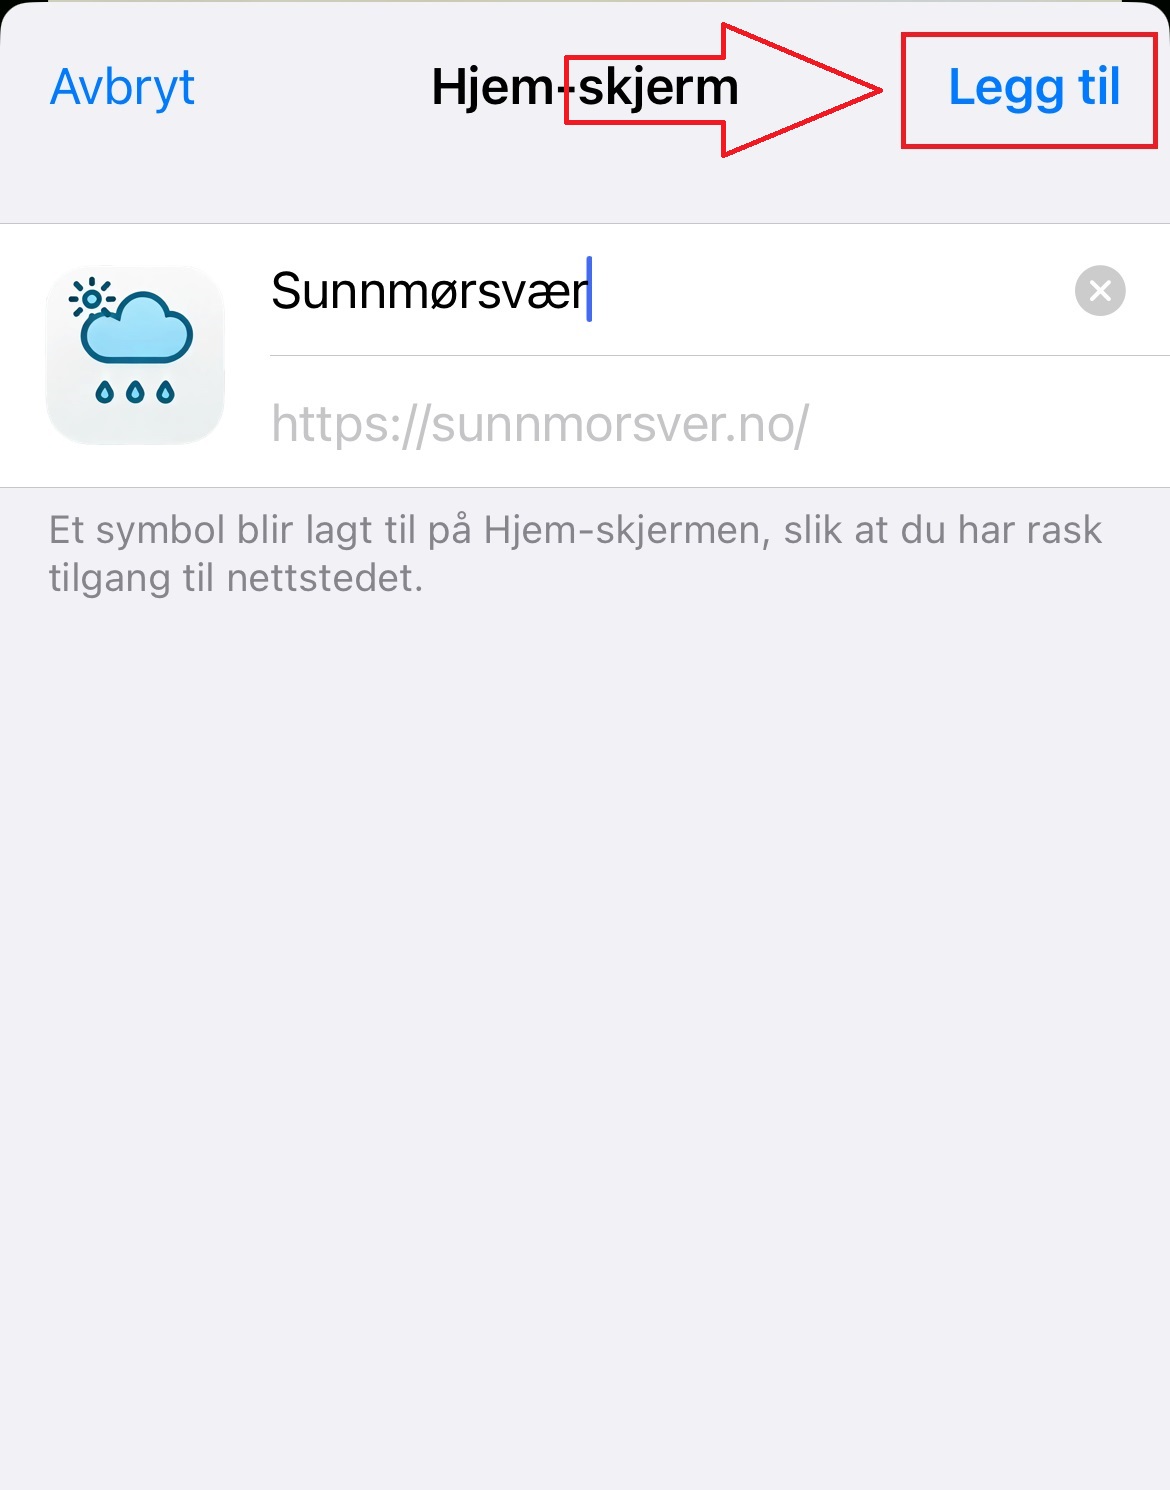 Avbryt
Hjem-skjerm
Legg til
Sunnmørsvær
https://sunnmorsver.no/
Et symbol blir lagt til på Hjem-skjermen, slik at du har rask
tilgang til nettstedet.